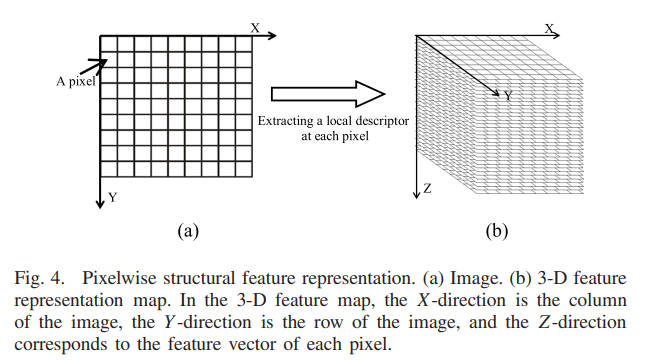 X
A pixel
Y
Extracting a local descriptor
at each pixel
X
Y
Z
(a)
(b)
Fig. 4. Pixelwise structural feature representation. (a) Image. (b) 3-D feature
representation map. In the 3-D feature map, the X-direction is the column
of the image, the Y-direction is the row of the image, and the Z-direction
corresponds to the feature vector of each pixel.